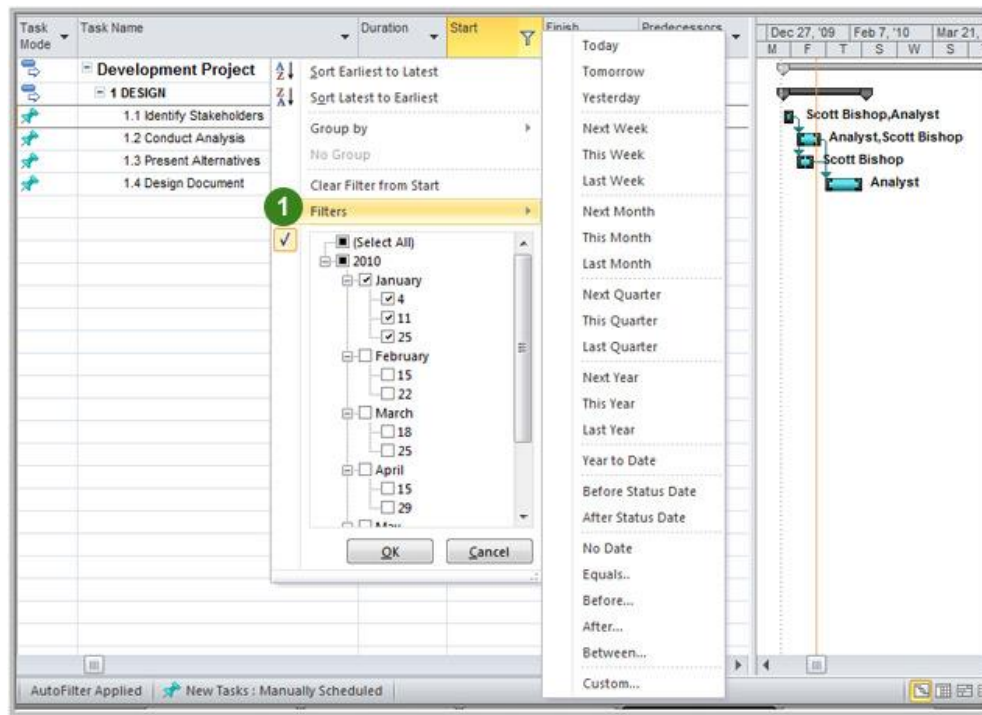 Task Mode
Task Name
Duration
Start
Finish
Predecessors
Dec 27, '09
Feb 7, '10
Mar 21,
M F T S W S
Development Project
1 DESIGN
1.1 Identify Stakeholders
1.2 Conduct Analysis
1.3 Present Alternatives
1.4 Design Document
Sort Earliest to Latest
Sort Latest to Earliest
Group by
No Group
Clear Filter from Start
1
Filters
(Select All)
2010
January
4
11
25
February
15
22
March
18
25
April
15
29
May
OK
Cancel
Today
Tomorrow
Yesterday
Next Week
This Week
Last Week
Next Month
This Month
Last Month
Next Quarter
This Quarter
Last Quarter
Next Year
This Year
Last Year
Year to Date
Before Status Date
After Status Date
No Date
Equals..
Before...
After...
Between...
Custom...
Scott Bishop,Analyst
Analyst,Scott Bishop
Scott Bishop
Analyst
AutoFilter Applied
New Tasks : Manually Scheduled